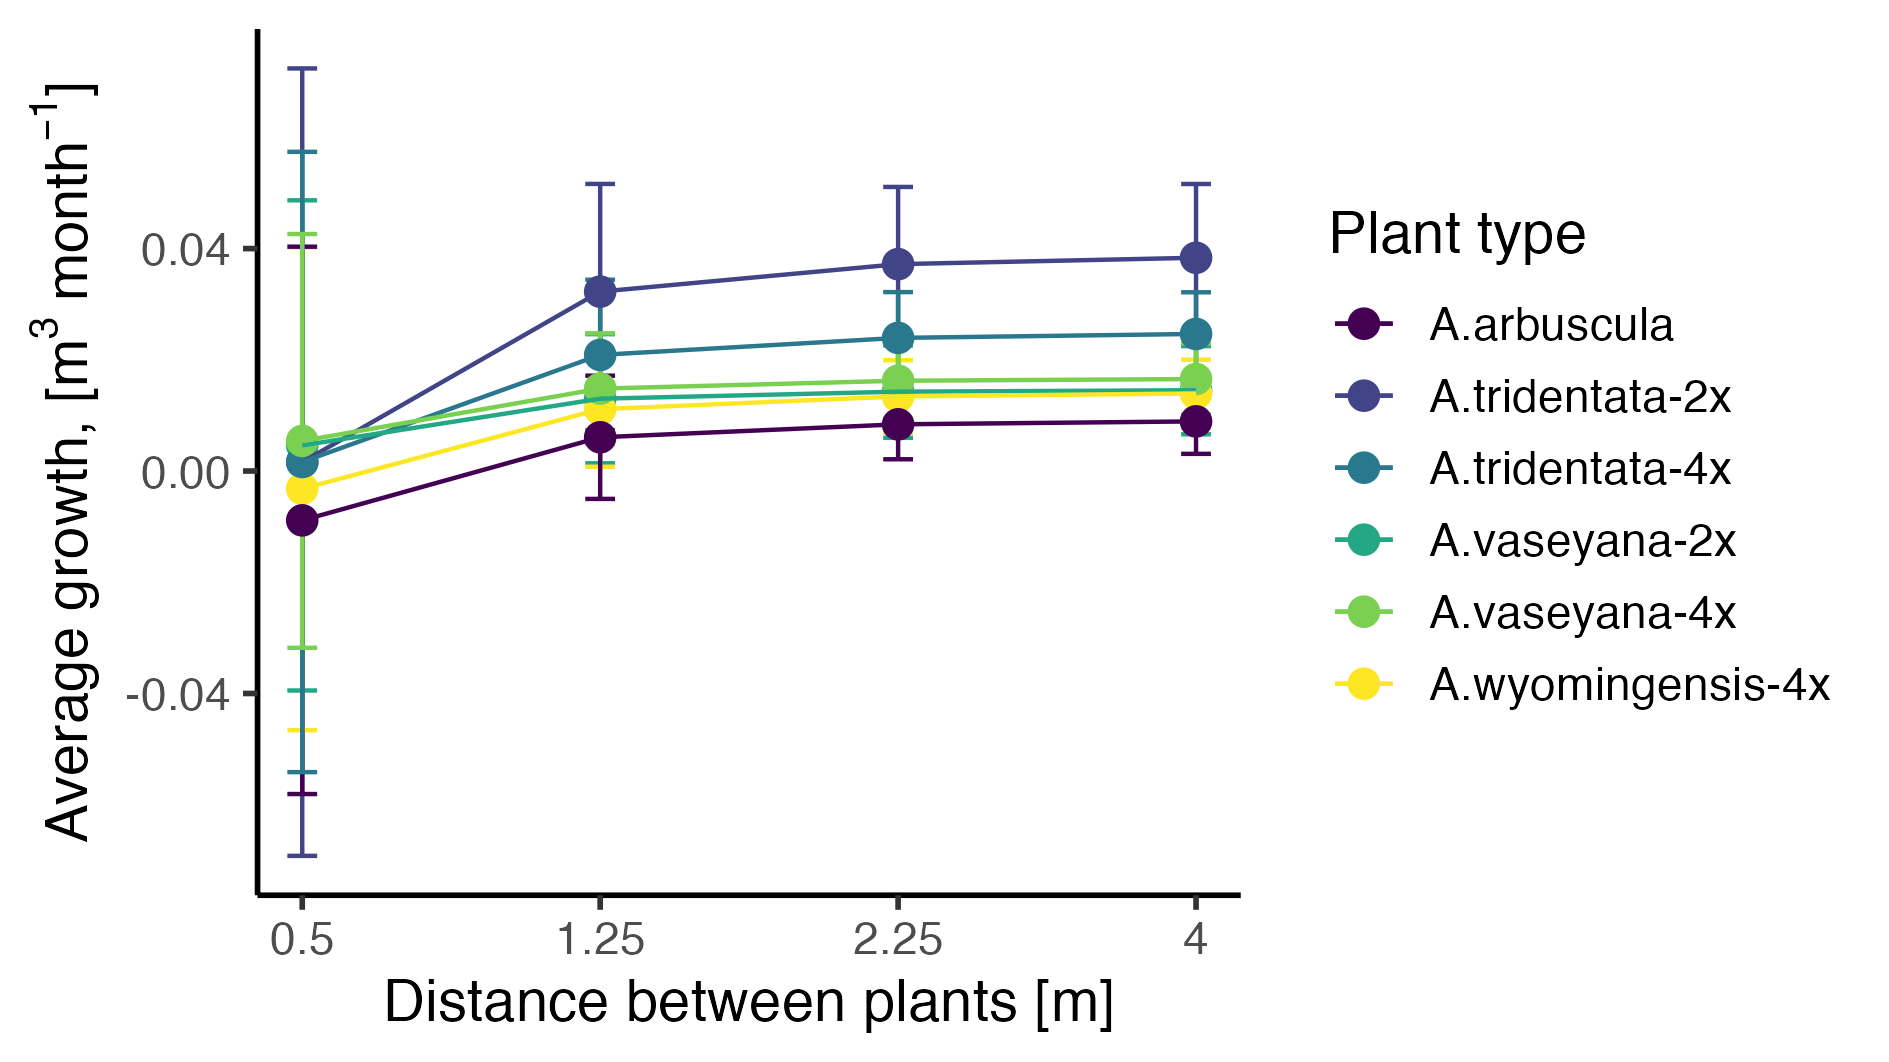 Average growth, [m³ month⁻¹]
0.04
0.00
-0.04
0.5 1.25 2.25 4
Distance between plants [m]
Plant type
A.arbuscula
A.tridentata-2x
A.tridentata-4x
A.vaseyana-2x
A.vaseyana-4x
A.wyomingensis-4x